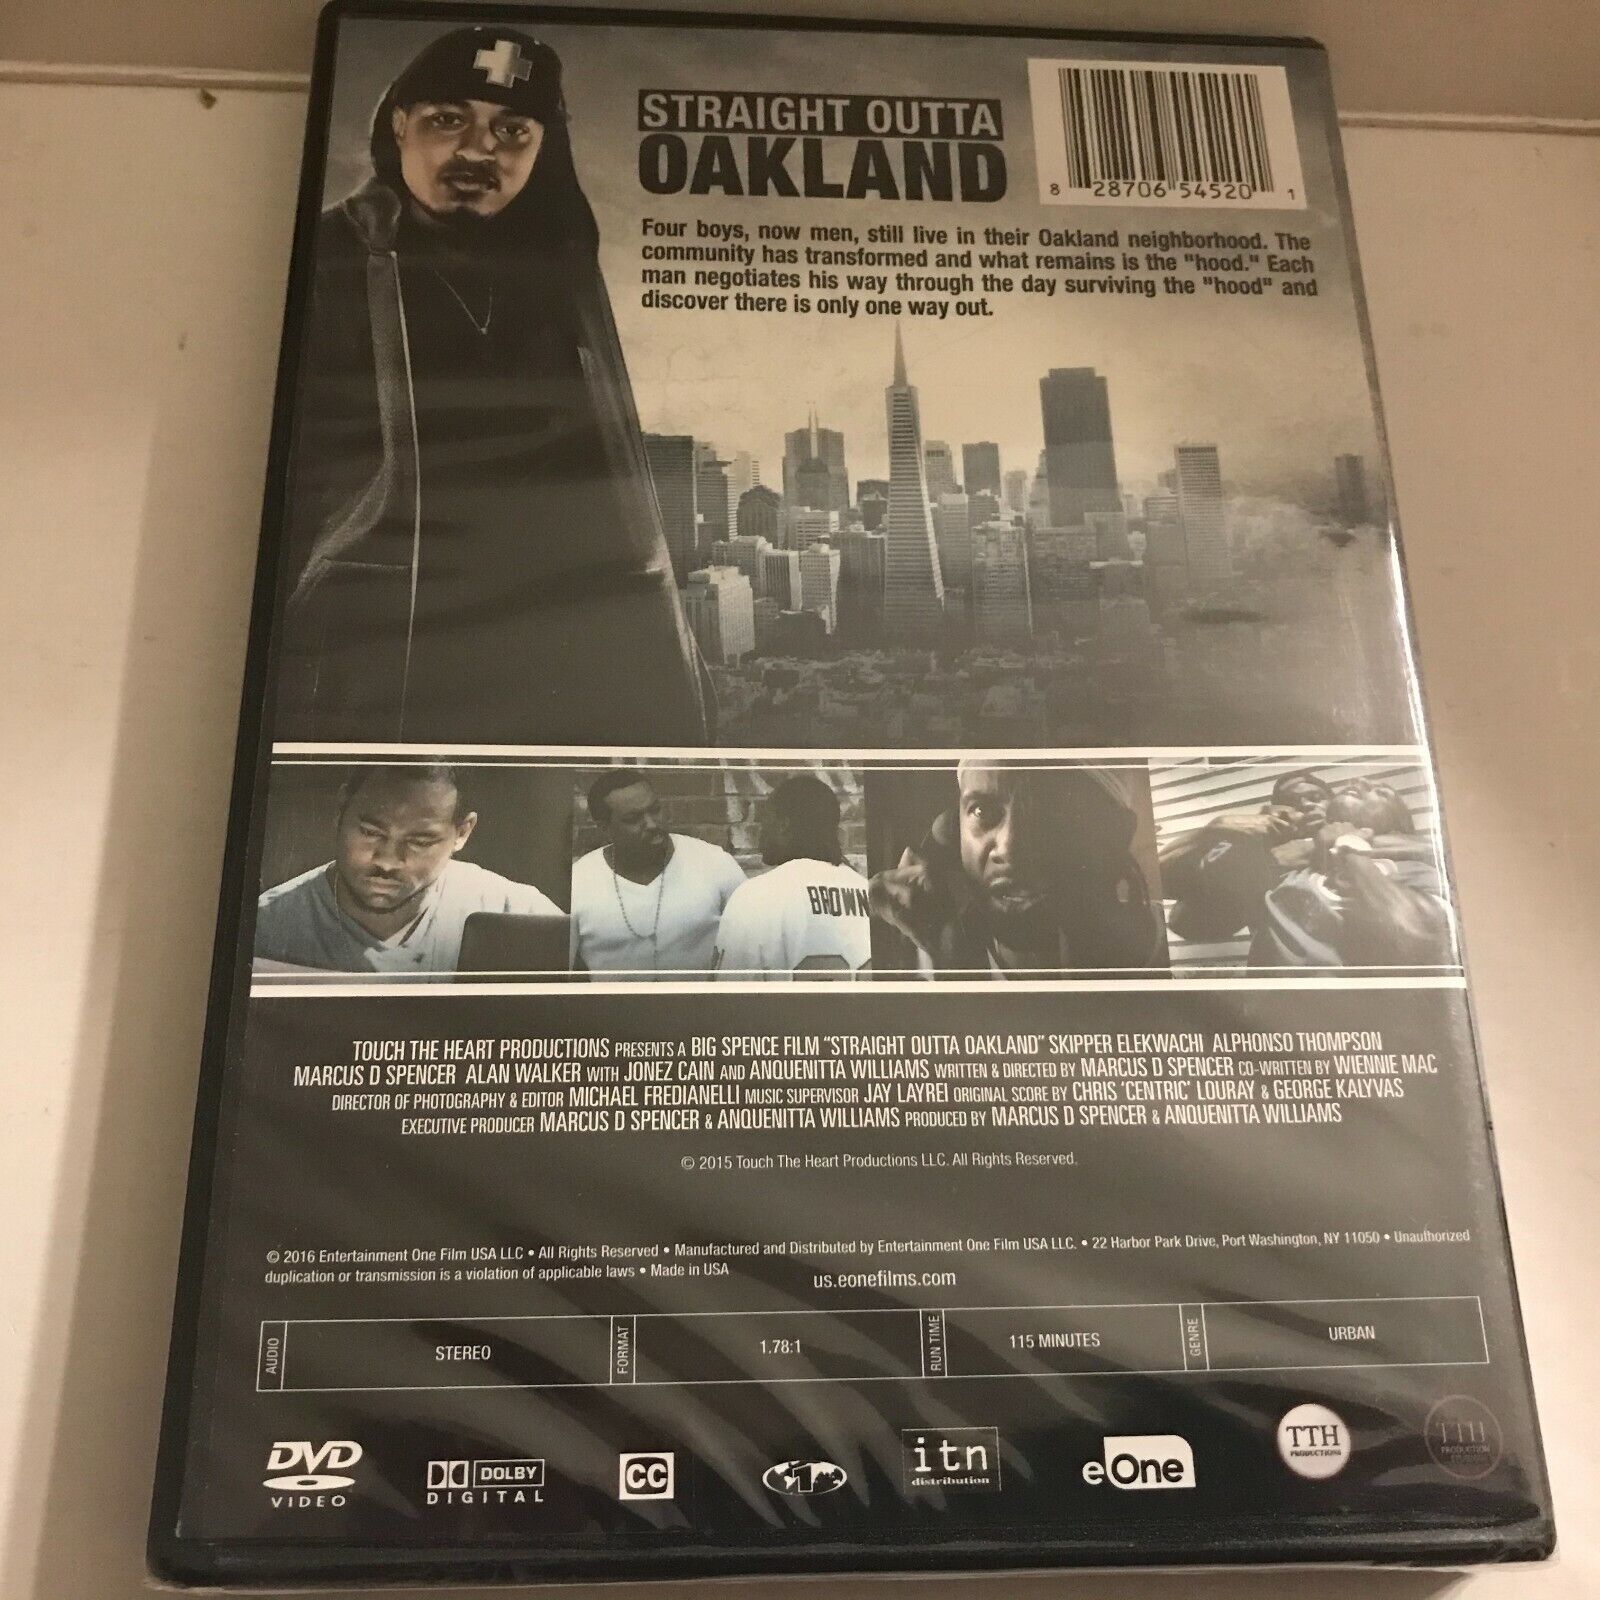 STRAIGHT OUTTA
OAKLAND
8 28706 54520 1
Four boys, now men, still live in their Oakland neighborhood. The
community has transformed and what remains is the "hood." Each
man negotiates his way through the day surviving the "hood" and
discover there is only one way out.
BROWN
TOUCH THE HEART PRODUCTIONS PRESENTS A BIG SPENCE FILM "STRAIGHT OUTTA OAKLAND" SKIPPER ELEKWACHI ALPHONSO THOMPSON
MARCUS D SPENCER ALAN WALKER WITH JONEZ CAIN AND ANQUENITTA WILLIAMS WRITTEN & DIRECTED BY MARCUS D SPENCER CO-WRITTEN BY WIENNIE MAC
DIRECTOR OF PHOTOGRAPHY & EDITOR MICHAEL FREDIANELLI MUSIC SUPERVISOR JAY LAYREI ORIGINAL SCORE BY CHRIS 'CENTRIC' LOURAY & GEORGE KALYVAS
EXECUTIVE PRODUCER MARCUS D SPENCER & ANQUENITTA WILLIAMS PRODUCED BY MARCUS D SPENCER & ANQUENITTA WILLIAMS
© 2015 Touch The Heart Productions LLC. All Rights Reserved.
© 2016 Entertainment One Film USA LLC • All Rights Reserved • Manufactured and Distributed by Entertainment One Film USA LLC. • 22 Harbor Park Drive, Port Washington, NY 11050 • Unauthorized
duplication or transmission is a violation of applicable laws • Made in USA
us.eonefilms.com
AUDIO STEREO FORMAT 1.78:1 RUN TIME 115 MINUTES GENRE URBAN
DVD
VIDEO
DOLBY
DIGITAL
CC
1
itn
distribution
eOne
TTH
PRODUCTIONS
TTH
PRODUCTION